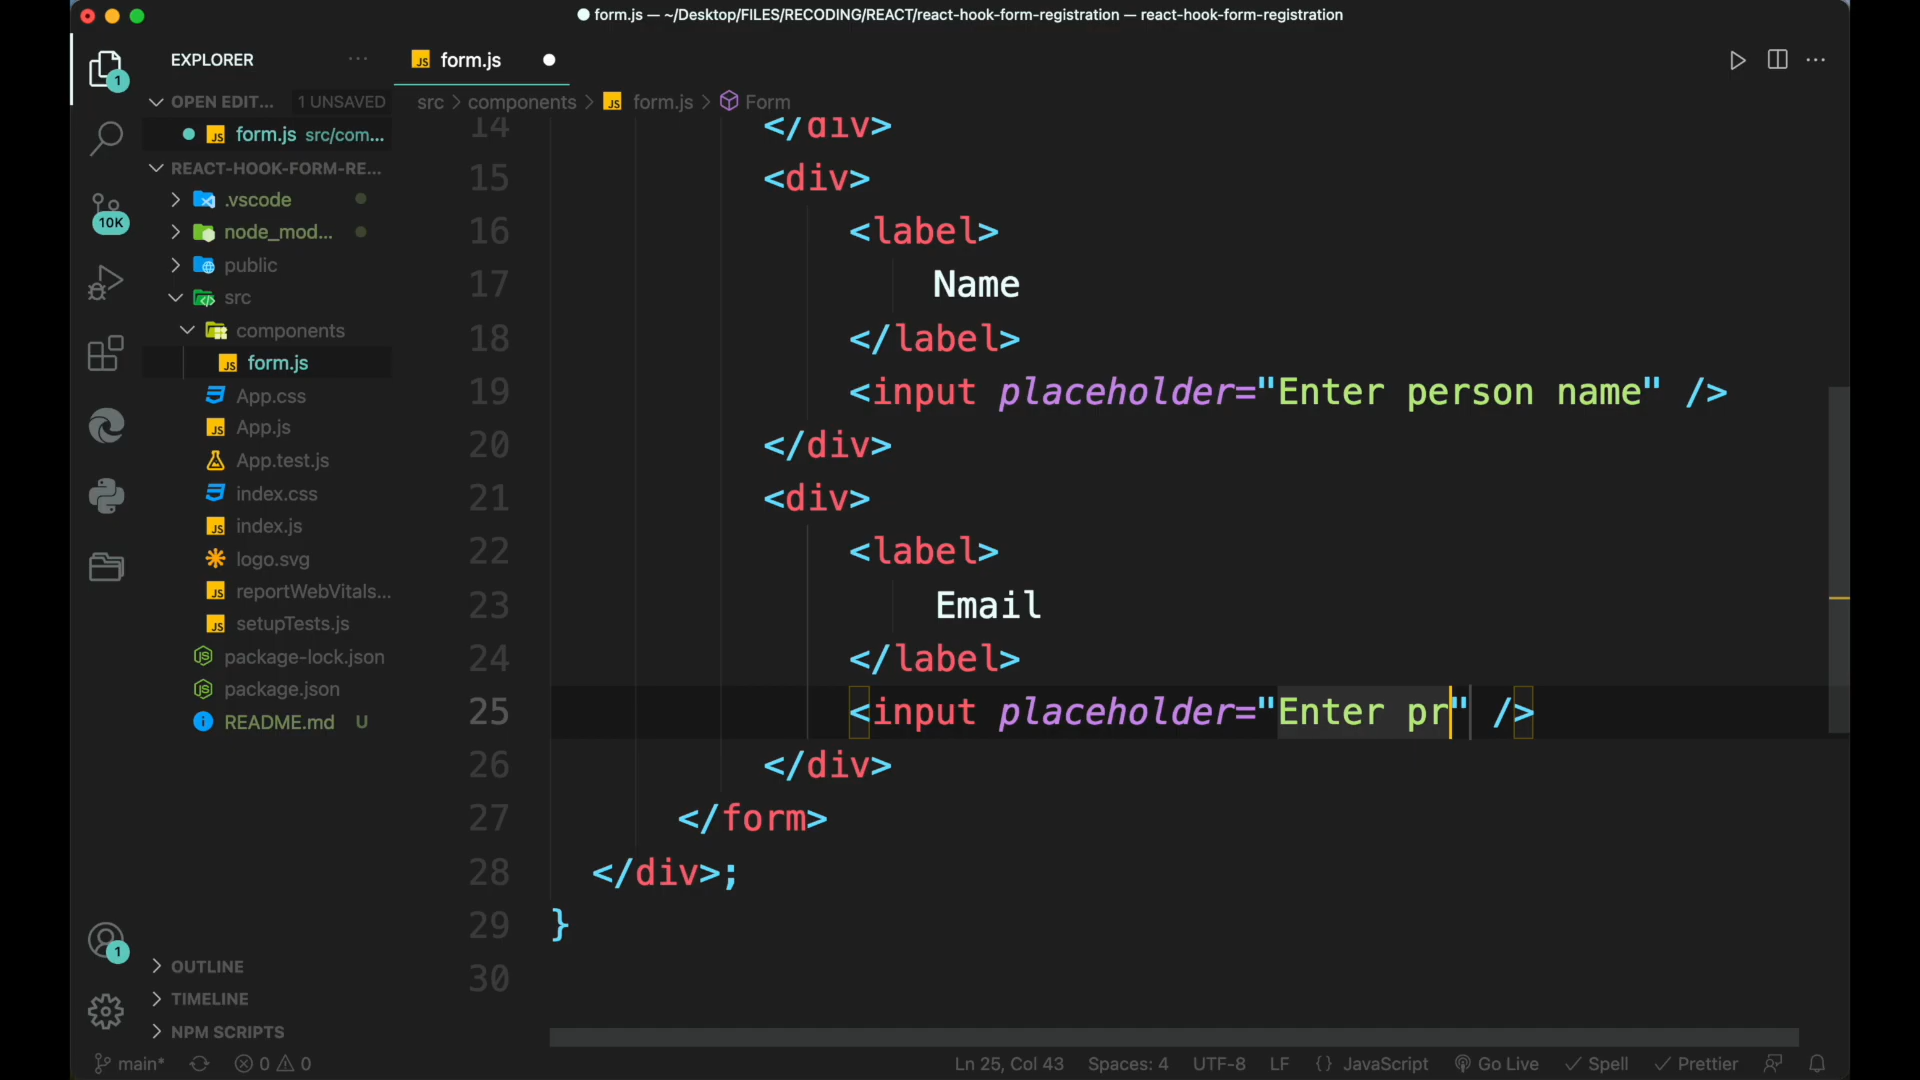 form.js — ~/Desktop/FILES/RECODING/REACT/react-hook-form-registration — react-hook-form-registration
EXPLORER
form.js
1
OPEN EDIT... 1 UNSAVED
src > components > form.js > Form
form.js src/com...
REACT-HOOK-FORM-RE...
.vscode
10K
node_mod...
public
src
components
form.js
App.css
App.js
App.test.js
index.css
index.js
logo.svg
reportWebVitals...
setupTests.js
package-lock.json
package.json
README.md U
14 </div>
15 <div>
16 <label>
17 Name
18 </label>
19 <input placeholder="Enter person name" />
20 </div>
21 <div>
22 <label>
23 Email
24 </label>
25 <input placeholder="Enter pr" />
26 </div>
27 </form>
28 </div>;
29 }
30
1
OUTLINE
TIMELINE
NPM SCRIPTS
main* 0 0 Ln 25, Col 43 Spaces: 4 UTF-8 LF {} JavaScript Go Live Spell Prettier